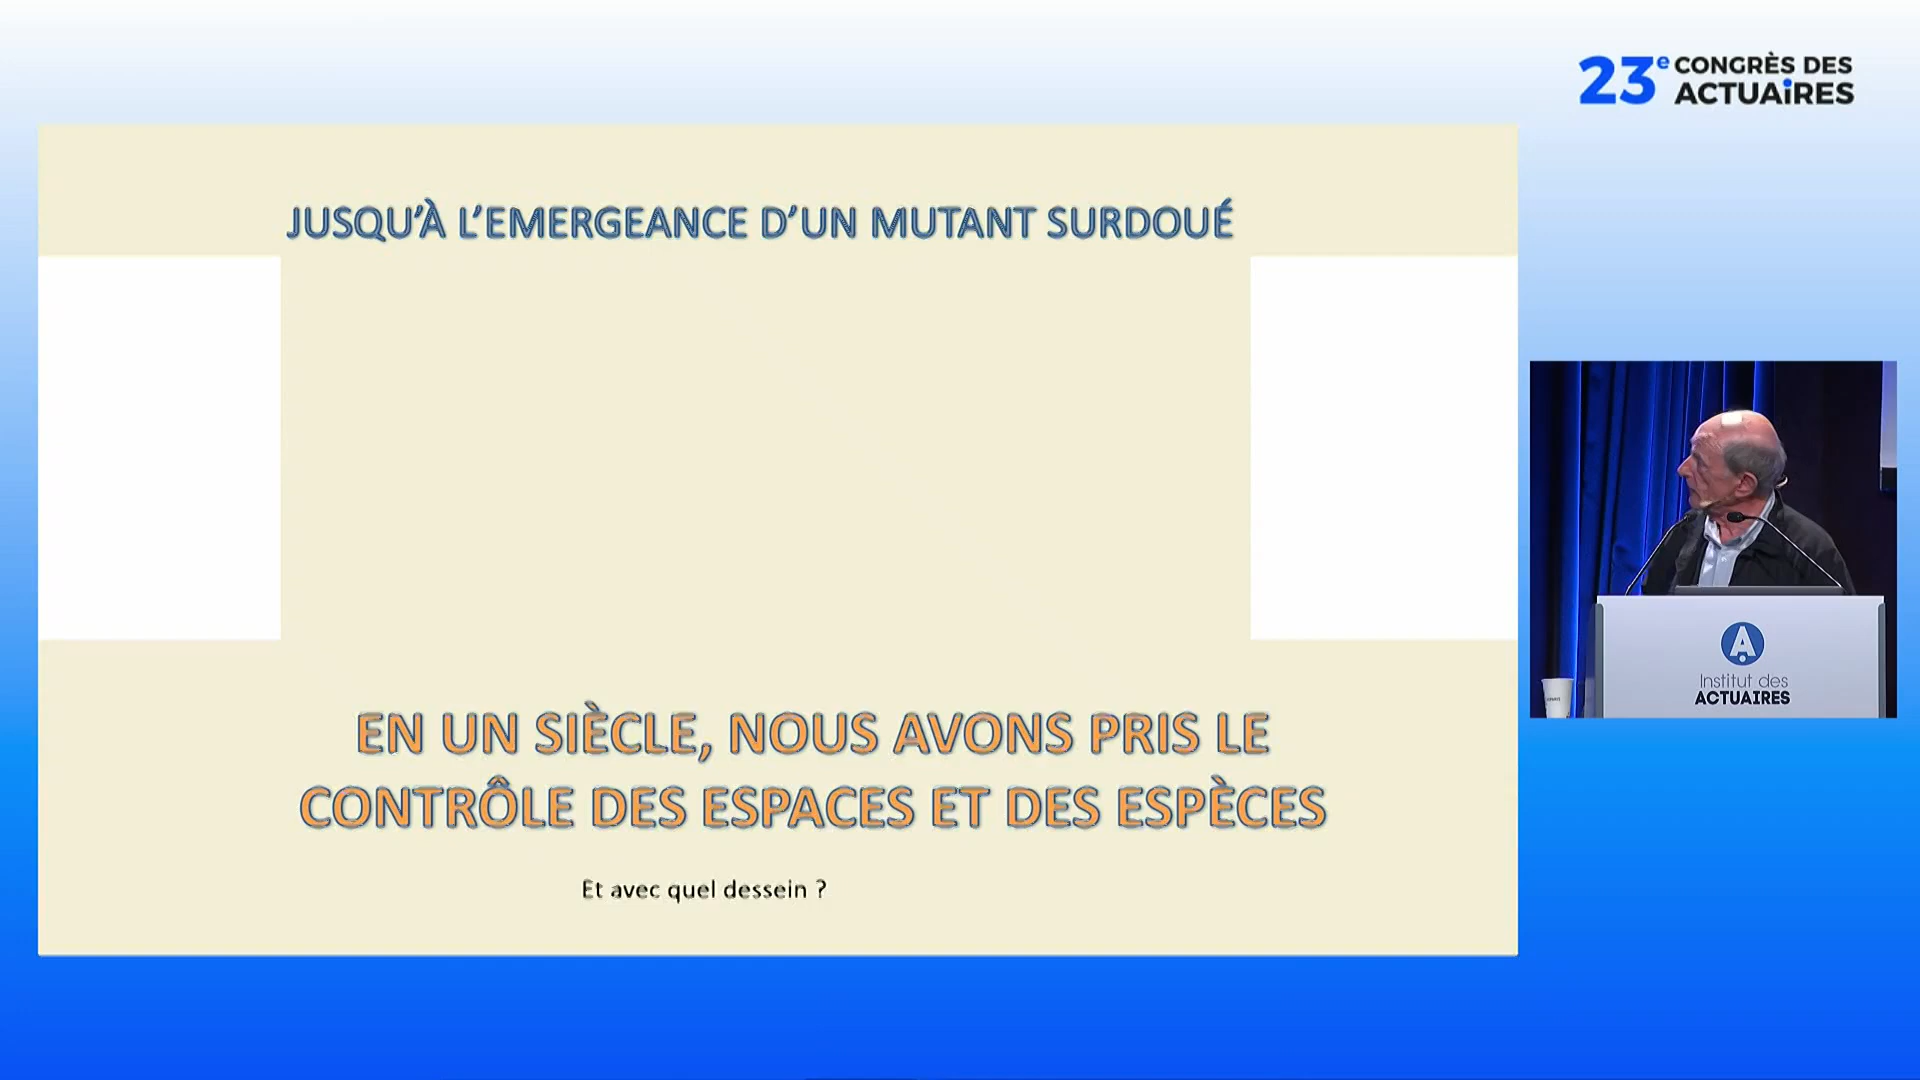 23e CONGRÈS DES
ACTUAiRES
JUSQU'À L'EMERGEANCE D'UN MUTANT SURDOUÉ
EN UN SIÈCLE, NOUS AVONS PRIS LE
CONTRÔLE DES ESPACES ET DES ESPÈCES
Et avec quel dessein ?
A
Institut des
ACTUAIRES